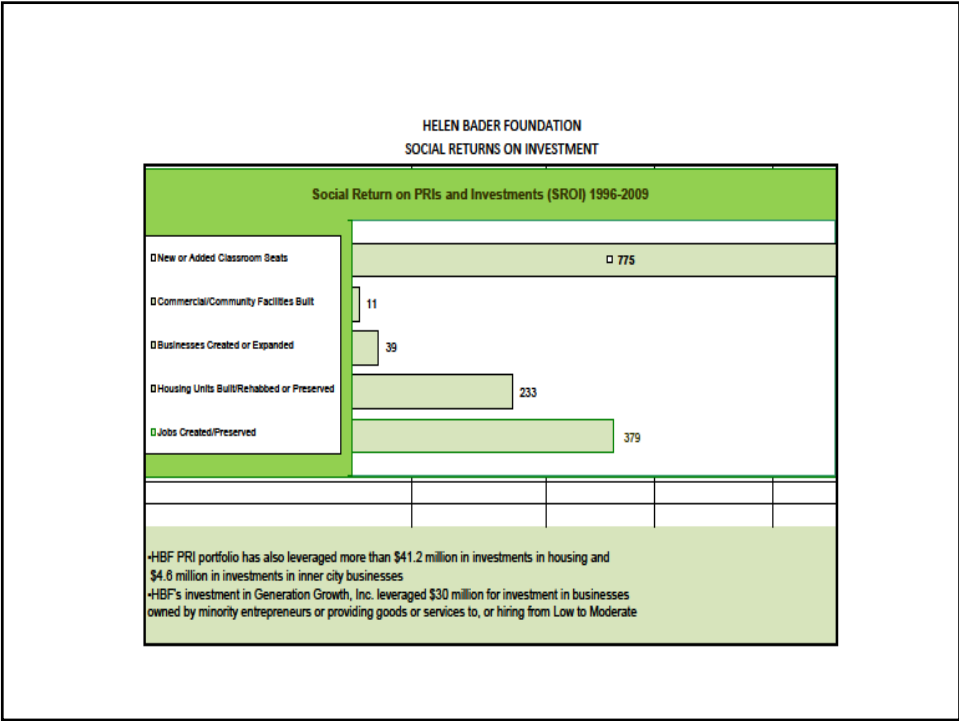 HELEN BADER FOUNDATION
SOCIAL RETURNS ON INVESTMENT
Social Return on PRIs and Investments (SROI) 1996-2009
New or Added Classroom Seats
775
Commercial/Community Facilities Built
11
Businesses Created or Expanded
39
Housing Units Built/Rehabbed or Preserved
233
Jobs Created/Preserved
379
•HBF PRI portfolio has also leveraged more than $41.2 million in investments in housing and
$4.6 million in investments in inner city businesses
•HBF's investment in Generation Growth, Inc. leveraged $30 million for investment in businesses
owned by minority entrepreneurs or providing goods or services to, or hiring from Low to Moderate